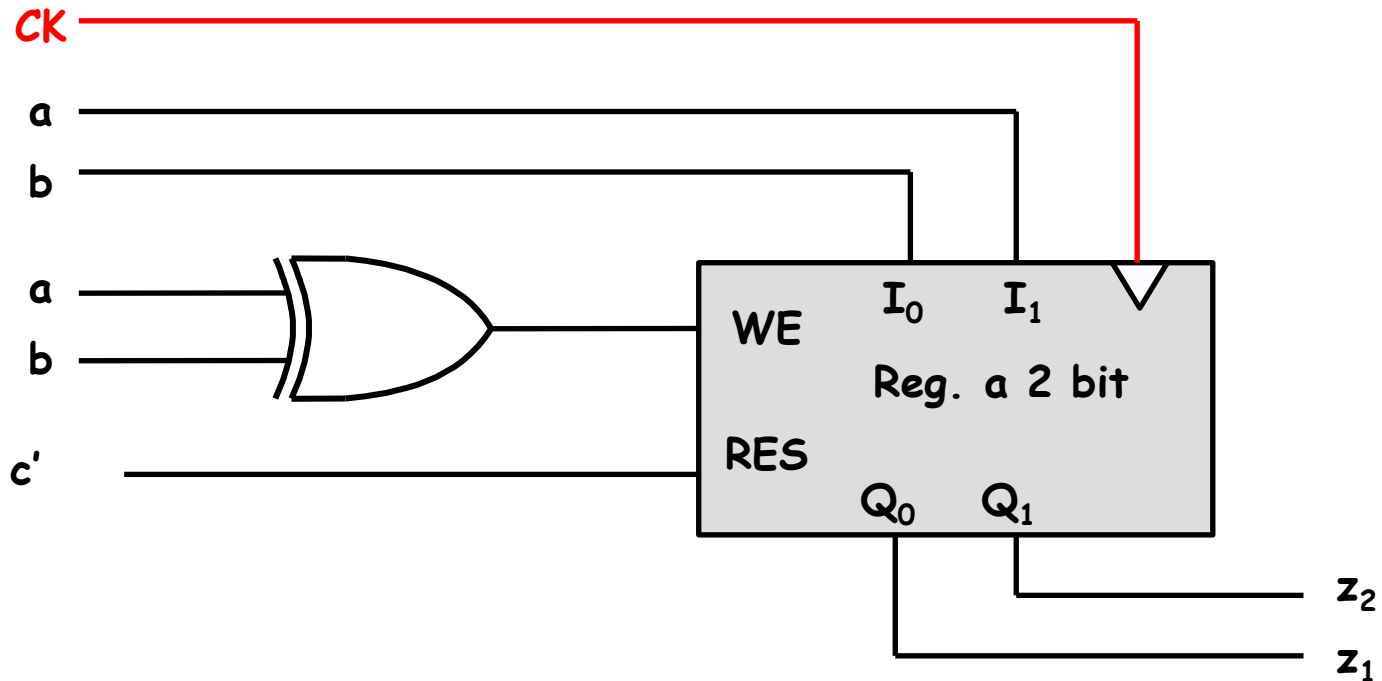 CK
a
b
a
b
c'
WE
I₀
I₁
Reg. a 2 bit
RES
Q₀
Q₁
z₂
z₁